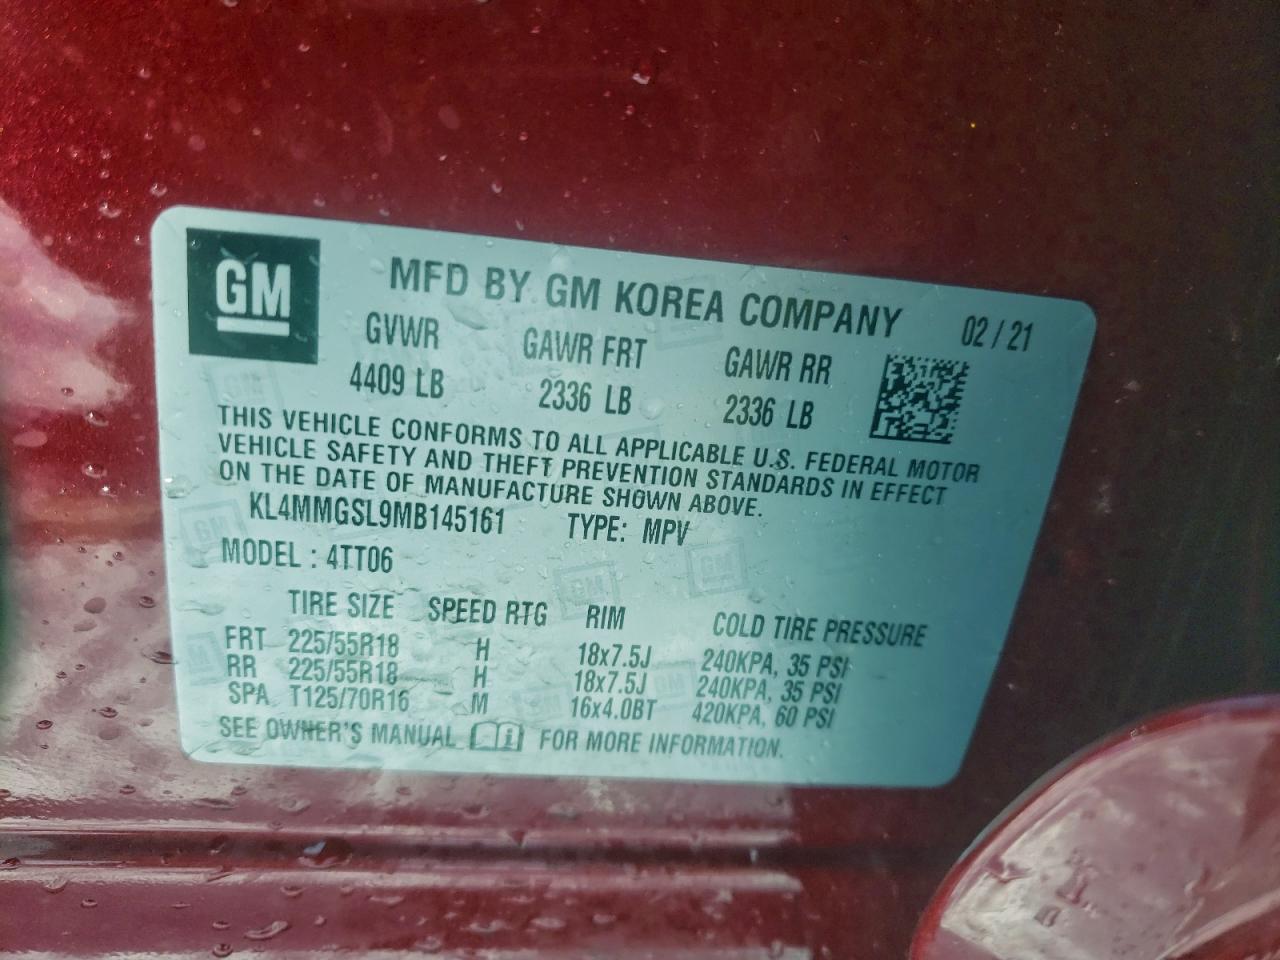 GM
MFD BY GM KOREA COMPANY 02 / 21
GVWR GAWR FRT GAWR RR
4409 LB 2336 LB 2336 LB
THIS VEHICLE CONFORMS TO ALL APPLICABLE U.S. FEDERAL MOTOR
VEHICLE SAFETY AND THEFT PREVENTION STANDARDS IN EFFECT
ON THE DATE OF MANUFACTURE SHOWN ABOVE.
KL4MMGSL9MB145161 TYPE: MPV
MODEL : 4TT06
TIRE SIZE SPEED RTG RIM COLD TIRE PRESSURE
FRT 225/55R18 H 18x7.5J 240KPA, 35 PSI
RR 225/55R18 H 18x7.5J 240KPA, 35 PSI
SPA T125/70R16 M 16x4.0BT 420KPA, 60 PSI
SEE OWNER'S MANUAL i FOR MORE INFORMATION.